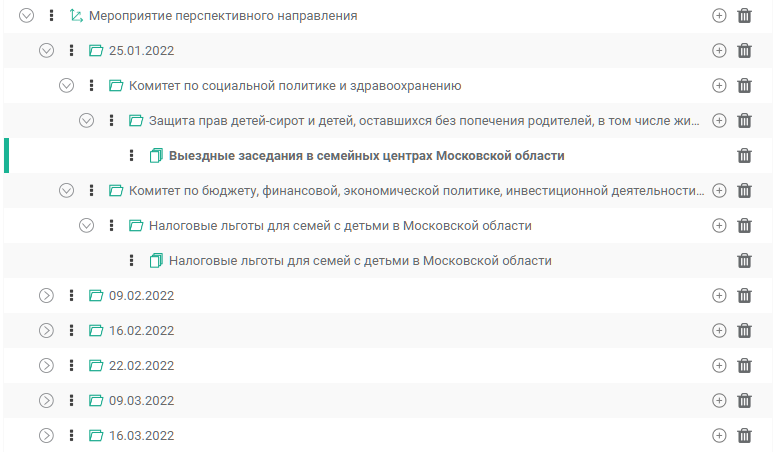 Мероприятие перспективного направления
25.01.2022
Комитет по социальной политике и здравоохранению
Защита прав детей-сирот и детей, оставшихся без попечения родителей, в том числе жи...
Выездные заседания в семейных центрах Московской области
Комитет по бюджету, финансовой, экономической политике, инвестиционной деятельности...
Налоговые льготы для семей с детьми в Московской области
Налоговые льготы для семей с детьми в Московской области
09.02.2022
16.02.2022
22.02.2022
09.03.2022
16.03.2022